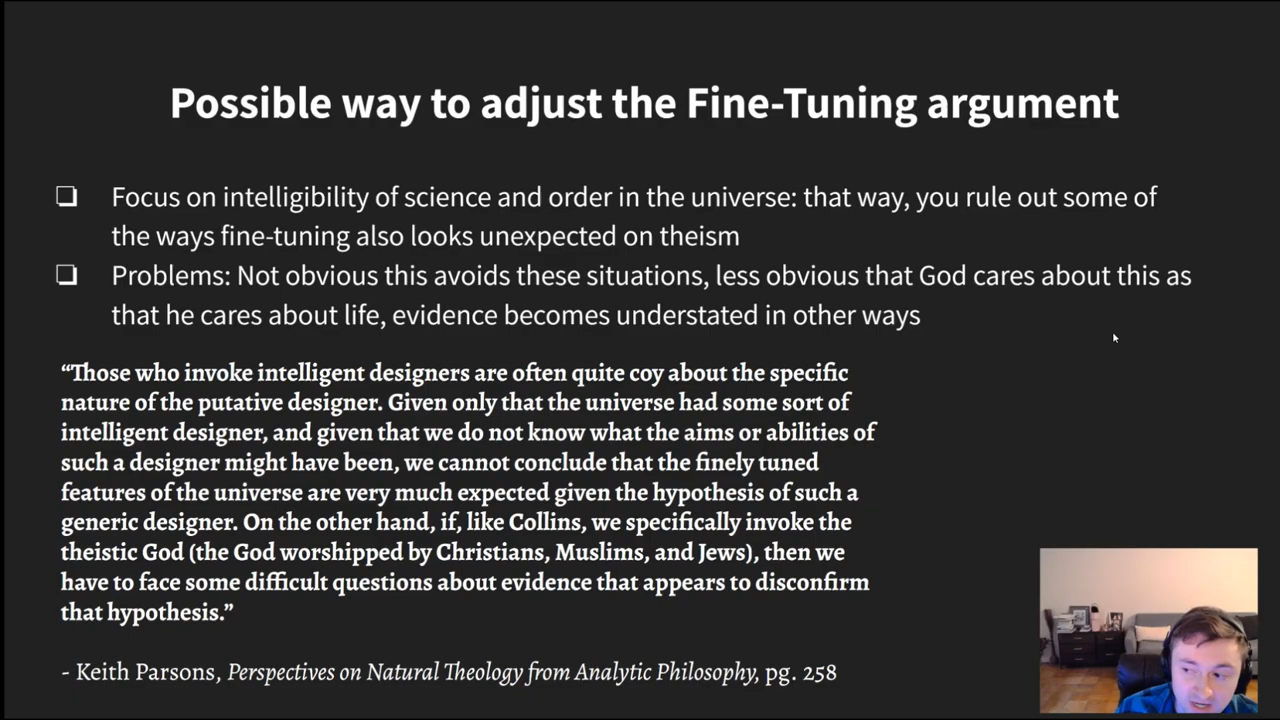 Possible way to adjust the Fine-Tuning argument
Focus on intelligibility of science and order in the universe: that way, you rule out some of
the ways fine-tuning also looks unexpected on theism
Problems: Not obvious this avoids these situations, less obvious that God cares about this as
that he cares about life, evidence becomes understated in other ways
“Those who invoke intelligent designers are often quite coy about the specific
nature of the putative designer. Given only that the universe had some sort of
intelligent designer, and given that we do not know what the aims or abilities of
such a designer might have been, we cannot conclude that the finely tuned
features of the universe are very much expected given the hypothesis of such a
generic designer. On the other hand, if, like Collins, we specifically invoke the
theistic God (the God worshipped by Christians, Muslims, and Jews), then we
have to face some difficult questions about evidence that appears to disconfirm
that hypothesis.”
- Keith Parsons, Perspectives on Natural Theology from Analytic Philosophy, pg. 258